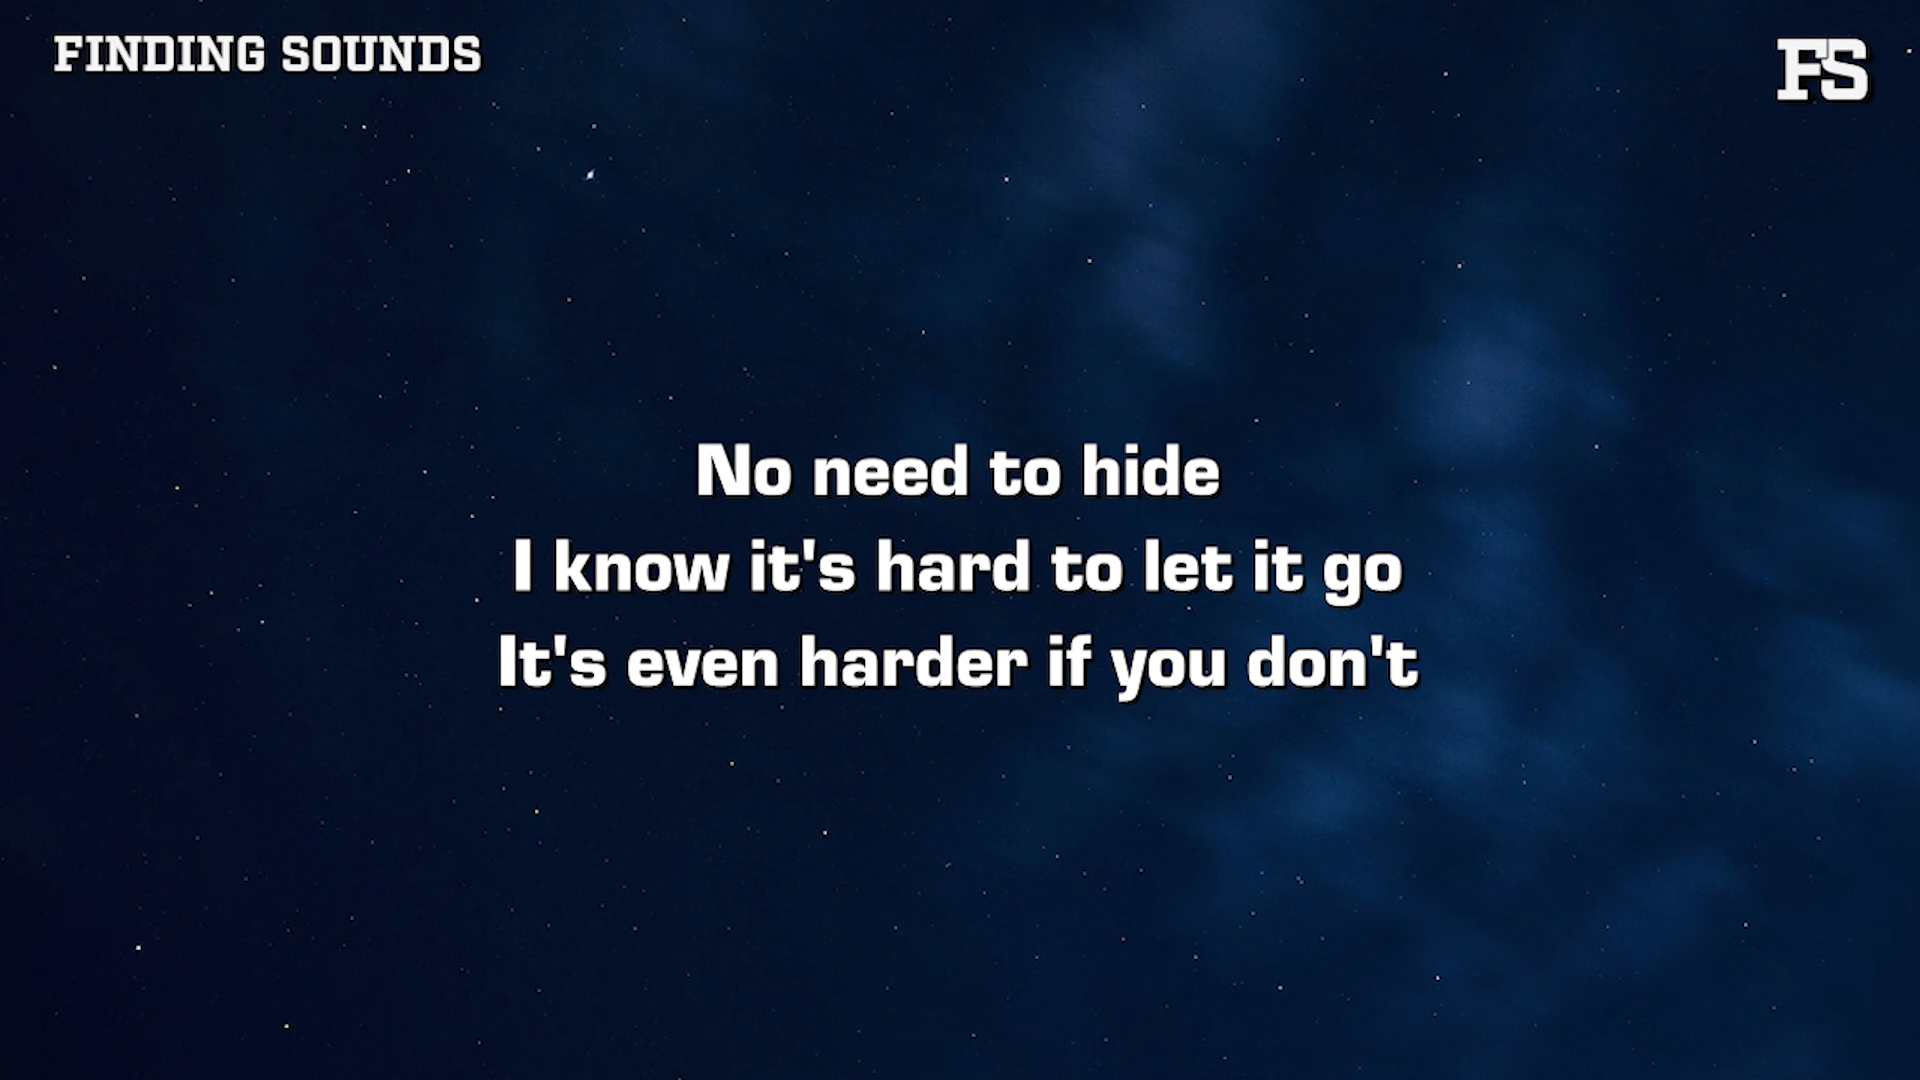 FINDING SOUNDS
FS
No need to hide
I know it's hard to let it go
It's even harder if you don't